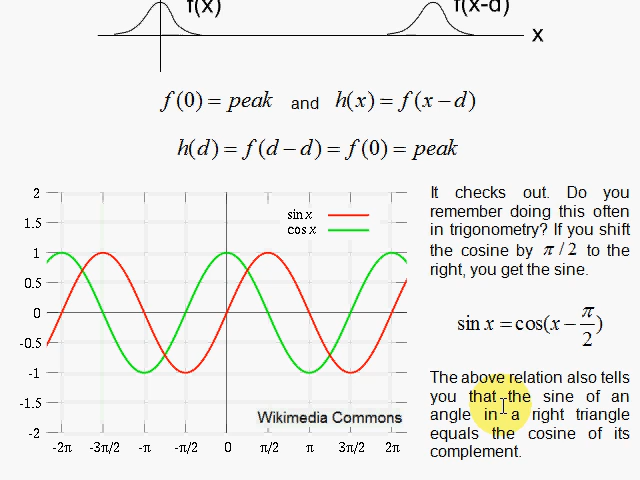 f(x) f(x-d)
x
f(0) = peak and h(x) = f(x−d)
h(d) = f(d−d) = f(0) = peak
2
1.5
1
0.5
0
-0.5
-1
-1.5
-2
sin x
cos x
Wikimedia Commons
-2π -3π/2 -π -π/2 0 π/2 π 3π/2 2π
It checks out. Do you
remember doing this often
in trigonometry? If you shift
the cosine by π / 2 to the
right, you get the sine.
sin x = cos(x − π/2)
The above relation also tells
you that the sine of an
angle in a right triangle
equals the cosine of its
complement.